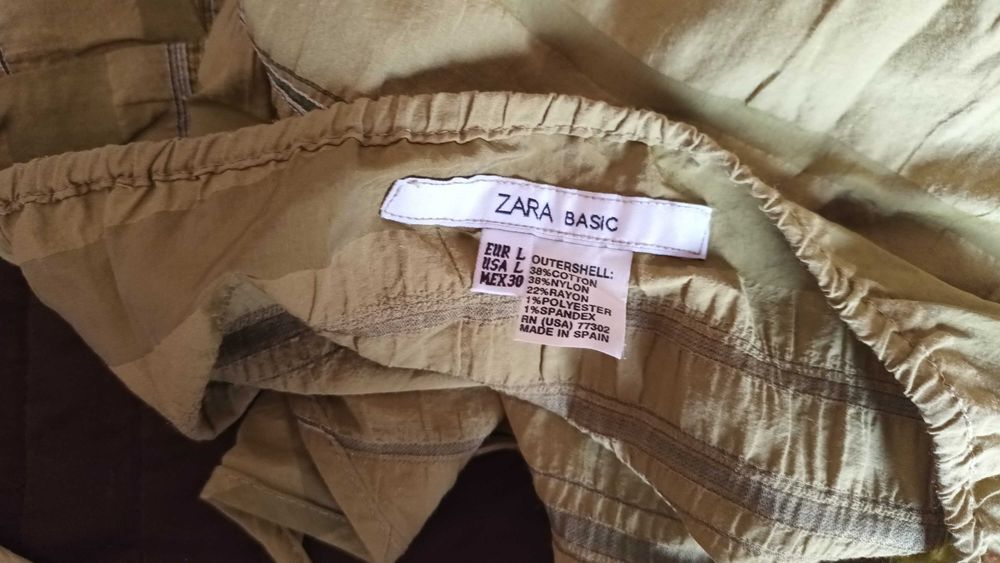 ZARA BASIC
EUR L
USA L
MEX 30
OUTERSHELL:
38%COTTON
38%NYLON
22%RAYON
1%POLYESTER
1%SPANDEX
RN (USA) 77302
MADE IN SPAIN